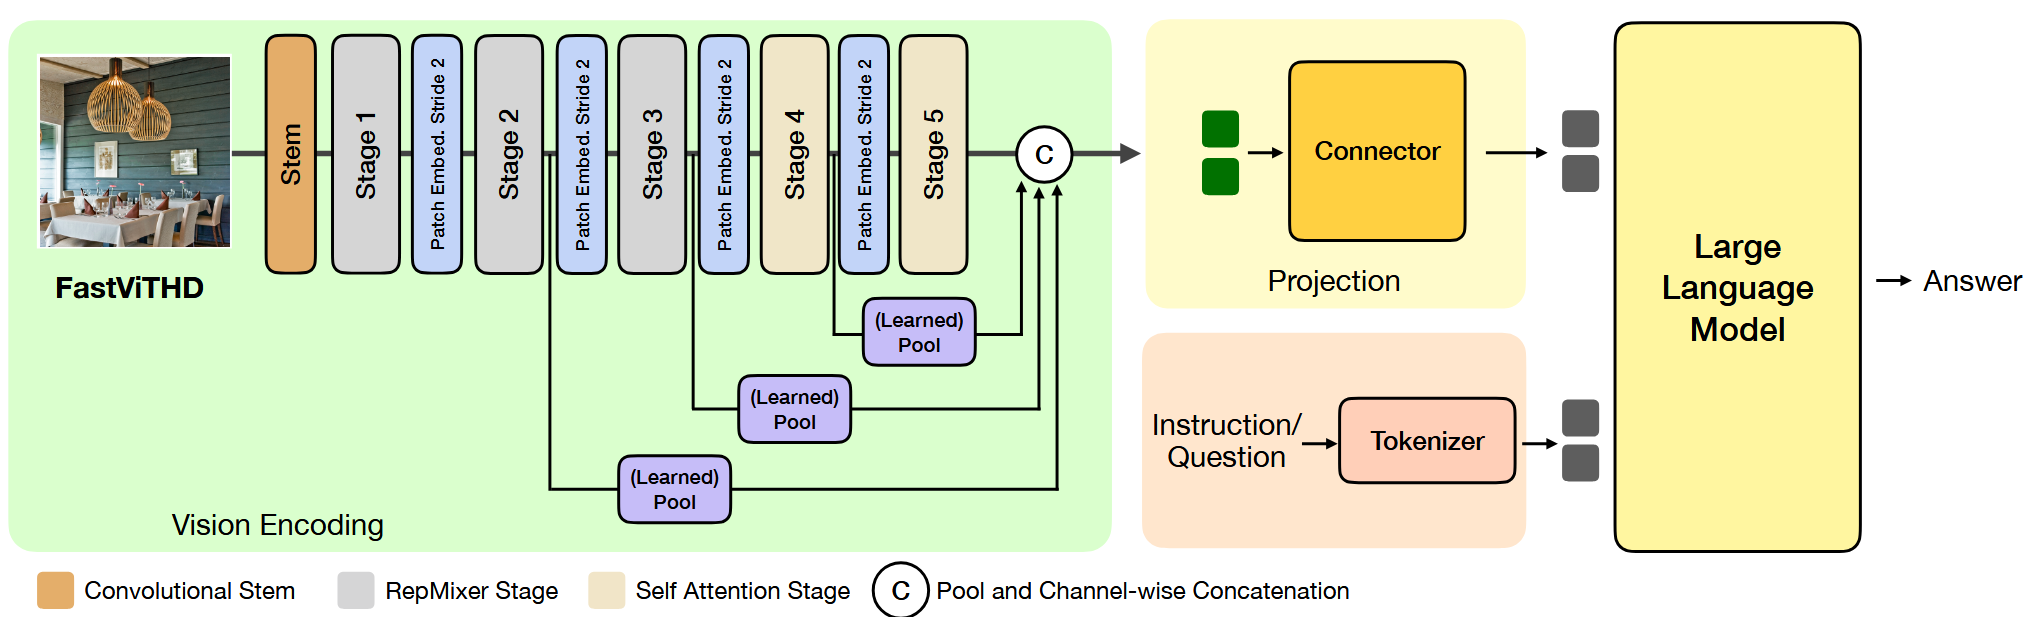 Stem
Stage 1
Patch Embed. Stride 2
Stage 2
Patch Embed. Stride 2
Stage 3
Patch Embed. Stride 2
Stage 4
Patch Embed. Stride 2
Stage 5
C
FastViTHD
(Learned)
Pool
(Learned)
Pool
(Learned)
Pool
Vision Encoding
Connector
Projection
Instruction/
Question
Tokenizer
Large
Language
Model
Answer
Convolutional Stem
RepMixer Stage
Self Attention Stage
C
Pool and Channel-wise Concatenation